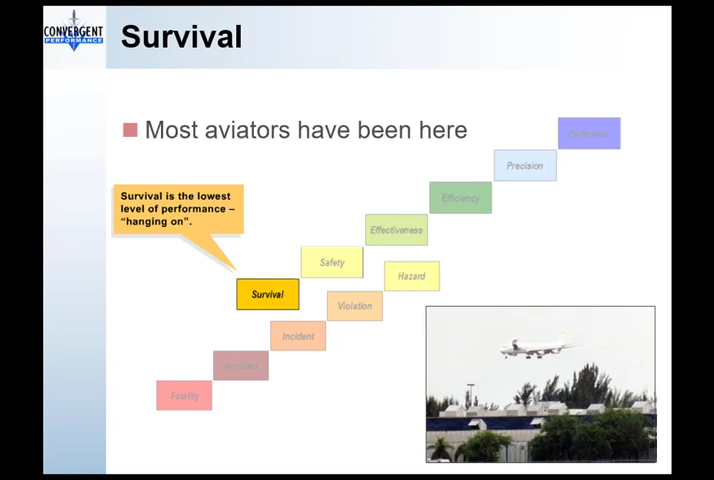 CONVERGENT
PERFORMANCE
Survival
Most aviators have been here
Perfection
Precision
Survival is the lowest
level of performance –
“hanging on”.
Efficiency
Effectiveness
Safety
Hazard
Survival
Violation
Incident
Accident
Fatality